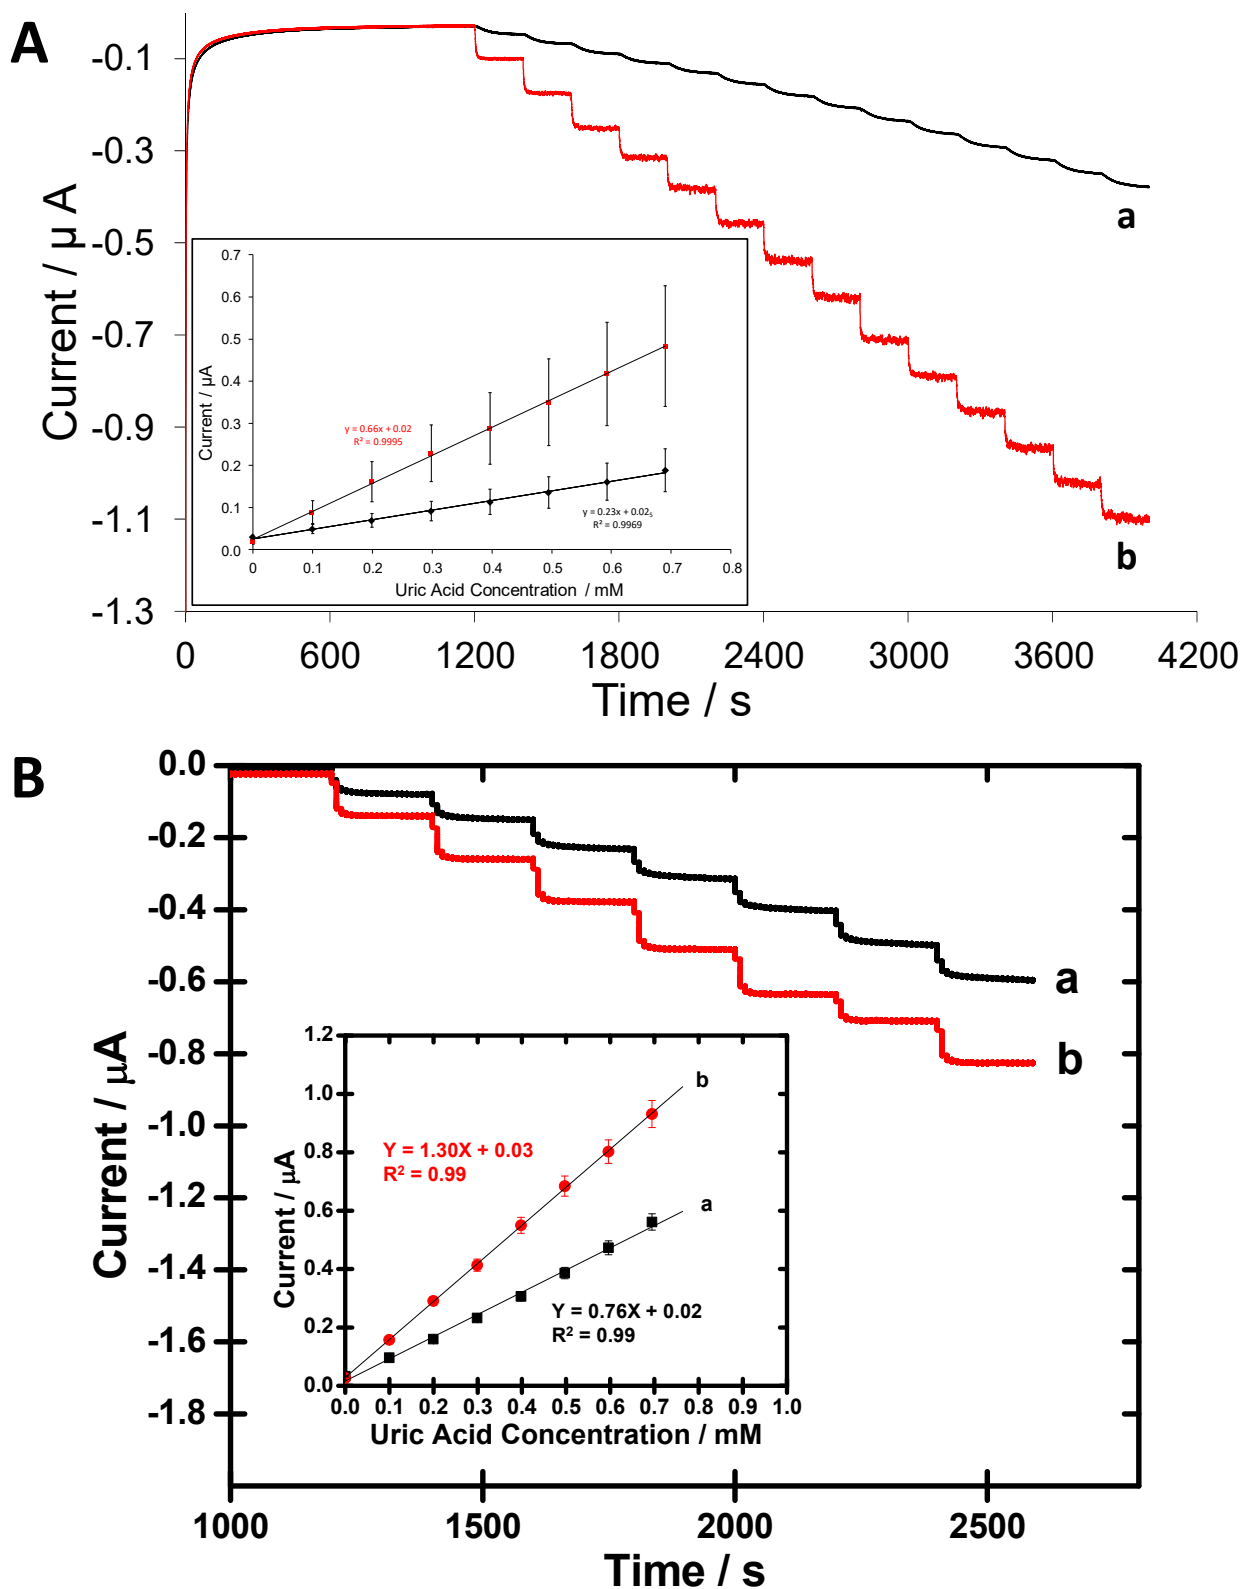 A
-0.1
-0.3
-0.5
-0.7
-0.9
-1.1
-1.3
Current / µ A
0 600 1200 1800 2400 3000 3600 4200
Time / s
a
b
0.7
0.6
0.5
0.4
0.3
0.2
0.1
0.0
Current / µA
y = 0.66x + 0.02
R² = 0.9995
y = 0.23x + 0.02₅
R² = 0.9969
0 0.1 0.2 0.3 0.4 0.5 0.6 0.7 0.8
Uric Acid Concentration / mM
B
0.0
-0.2
-0.4
-0.6
-0.8
-1.0
-1.2
-1.4
-1.6
-1.8
Current / µA
a
b
1.2
1.0
0.8
0.6
0.4
0.2
0.0
Current / µA
b
a
Y = 1.30X + 0.03
R² = 0.99
Y = 0.76X + 0.02
R² = 0.99
0.0 0.1 0.2 0.3 0.4 0.5 0.6 0.7 0.8 0.9 1.0
Uric Acid Concentration / mM
1000 1500 2000 2500
Time / s